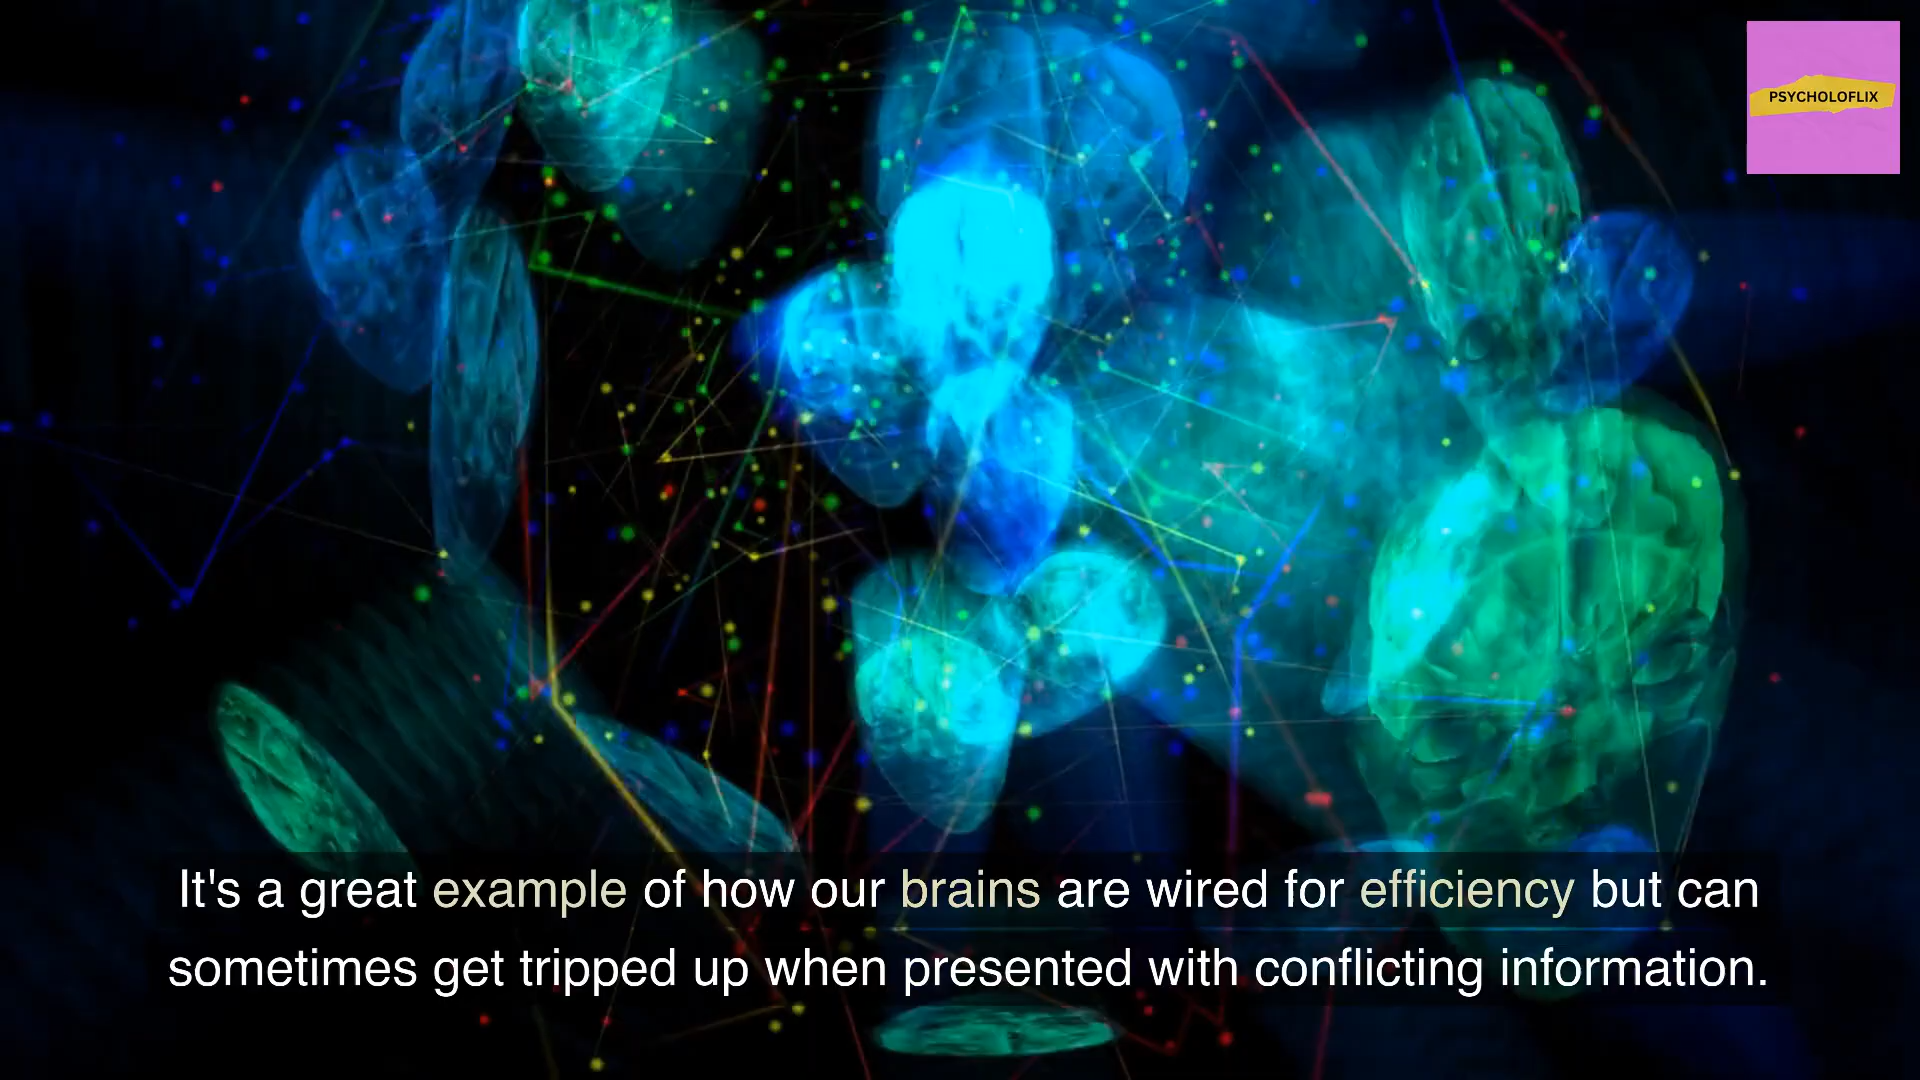 PSYCHOLOFLIX
It's a great example of how our brains are wired for efficiency but can
sometimes get tripped up when presented with conflicting information.